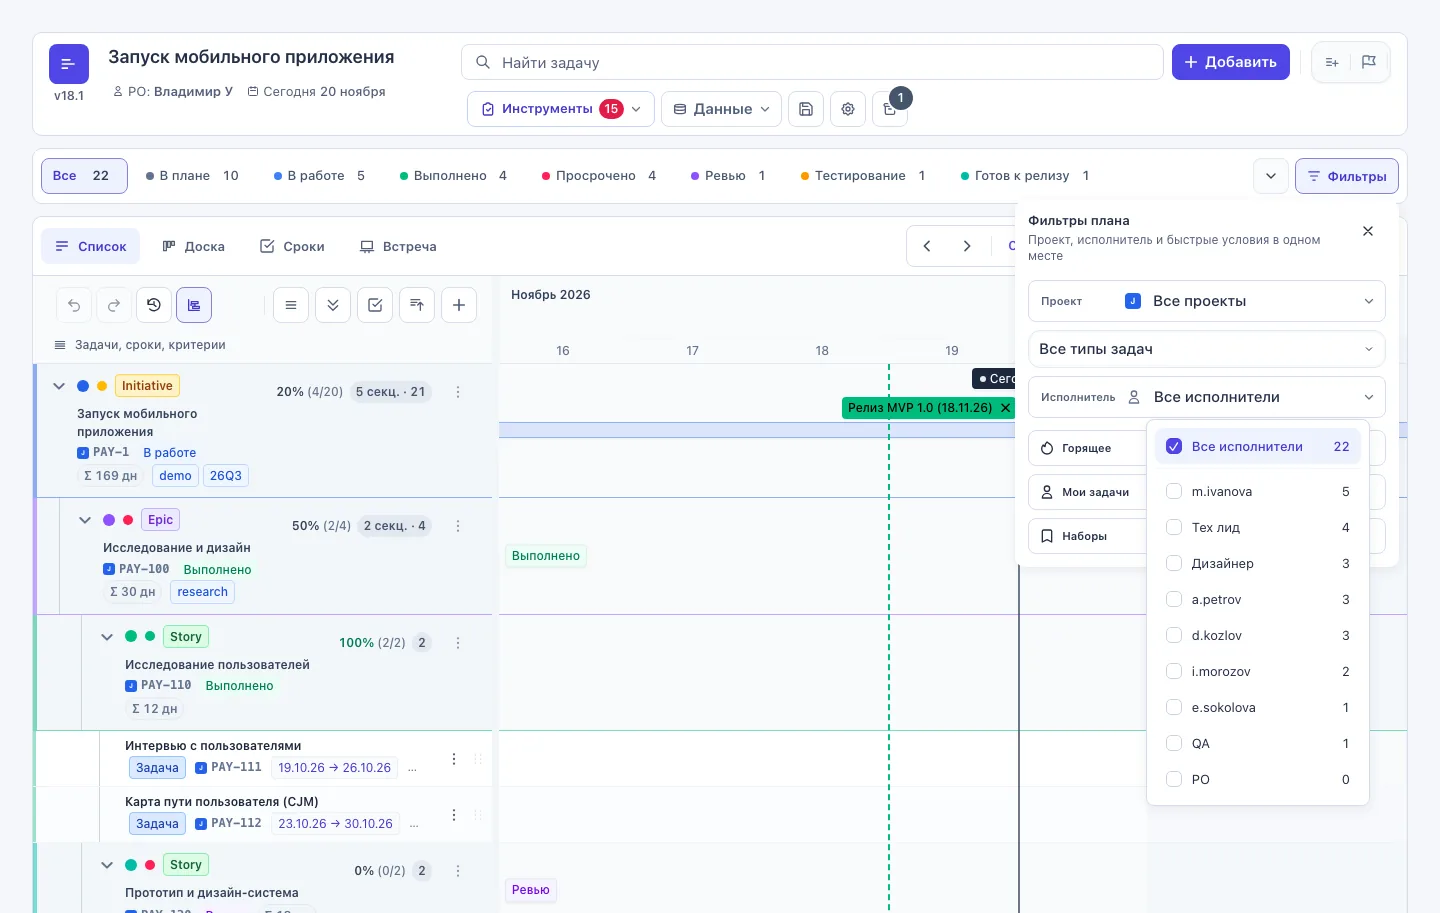 Запуск мобильного приложения
v18.1
PO: Владимир У
Сегодня 20 ноября
Найти задачу
Добавить
Инструменты 15
Данные
1
Все 22
В плане 10
В работе 5
Выполнено 4
Просрочено 4
Ревью 1
Тестирование 1
Готов к релизу 1
Фильтры
Список
Доска
Сроки
Встреча
Фильтры плана
Проект, исполнитель и быстрые условия в одном
месте
Проект J Все проекты
Все типы задач
Исполнитель Все исполнители
Горящее
Мои задачи
Наборы
Все исполнители 22
m.ivanova 5
Тех лид 4
Дизайнер 3
a.petrov 3
d.kozlov 3
i.morozov 2
e.sokolova 1
QA 1
PO 0
Ноябрь 2026
16 17 18 19
Задачи, сроки, критерии
Сего
Релиз MVP 1.0 (18.11.26) ✕
Initiative
20% (4/20) 5 секц. · 21
Запуск мобильного
приложения
J PAY-1 В работе
Σ 169 дн demo 26Q3
Epic
50% (2/4) 2 секц. · 4
Исследование и дизайн
J PAY-100 Выполнено
Σ 30 дн research
Выполнено
Story
100% (2/2) 2
Исследование пользователей
J PAY-110 Выполнено
Σ 12 дн
Интервью с пользователями
Задача J PAY-111 19.10.26 → 26.10.26 ...
Карта пути пользователя (CJM)
Задача J PAY-112 23.10.26 → 30.10.26 ...
Story
0% (0/2) 2
Прототип и дизайн-система
Ревью